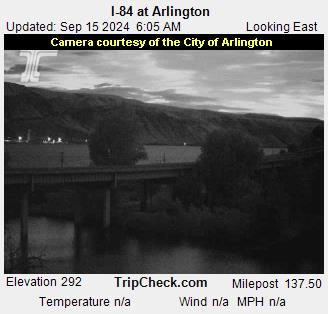 I-84 at Arlington
Updated: Sep 15 2024 6:05 AM Looking East
Camera courtesy of the City of Arlington
Elevation 292 TripCheck.com Milepost 137.50
Temperature n/a Wind n/a MPH n/a